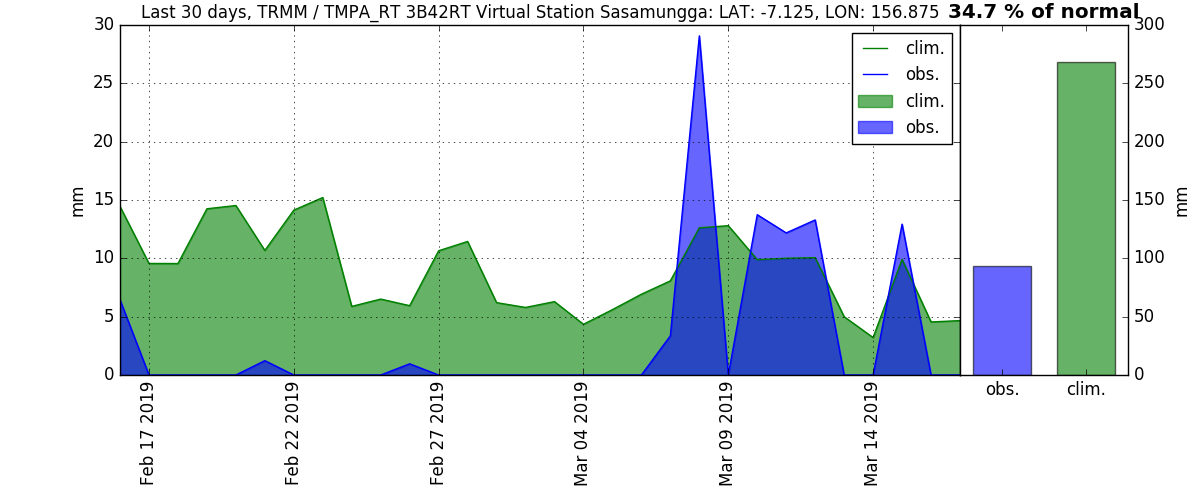 Last 30 days, TRMM / TMPA_RT 3B42RT Virtual Station Sasamungga: LAT: -7.125, LON: 156.875 34.7 % of normal
30
25
20
15
10
5
0
mm
clim.
obs.
clim.
obs.
Feb 17 2019
Feb 22 2019
Feb 27 2019
Mar 04 2019
Mar 09 2019
Mar 14 2019
300
250
200
150
100
50
0
mm
obs. clim.